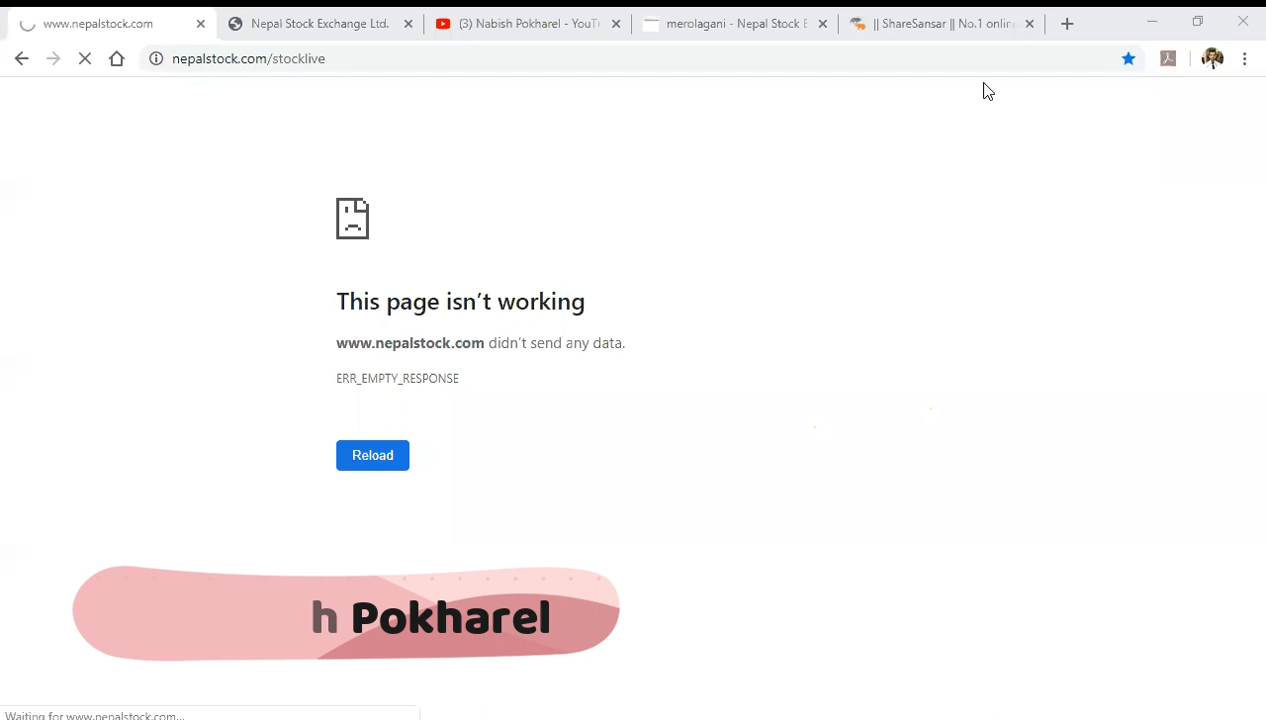 www.nepalstock.com
Nepal Stock Exchange Ltd.
(3) Nabish Pokharel - YouTu
merolagani - Nepal Stock E
|| ShareSansar || No.1 online
nepalstock.com/stocklive
This page isn't working
www.nepalstock.com didn't send any data.
ERR_EMPTY_RESPONSE
Reload
h Pokharel
Waiting for www.nepalstock.com...